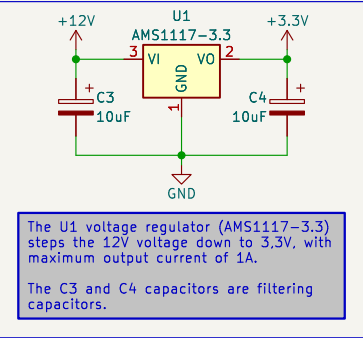 U1
+12V
AMS1117-3.3
+3.3V
3
VI
VO
2
GND
1
+
C3
10uF
C4
+
10uF
GND
The U1 voltage regulator (AMS1117-3.3)
steps the 12V voltage down to 3,3V, with
maximum output current of 1A.
The C3 and C4 capacitors are filtering
capacitors.